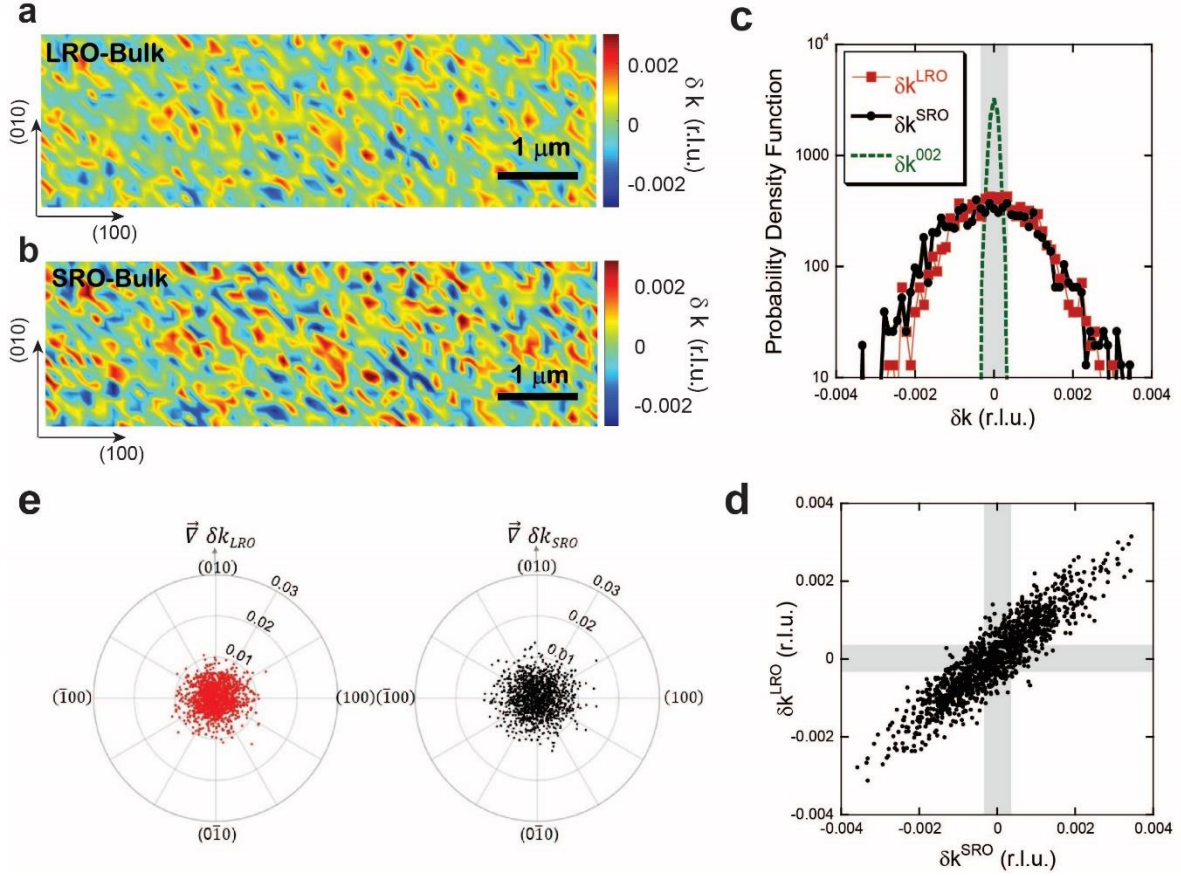 a
LRO-Bulk
(010)
(100)
1 μm
0.002
0
-0.002
δ k (r.l.u.)
b
SRO-Bulk
(010)
(100)
1 μm
0.002
0
-0.002
δ k (r.l.u.)
c
10⁴
1000
100
10
Probability Density Function
δk^LRO
δk^SRO
δk^002
-0.004
-0.002
0
0.002
0.004
δk (r.l.u.)
e
∇⃗ δk_LRO
(010)
0.03
0.02
0.01
(1̄00)
(100)
(01̄0)
∇⃗ δk_SRO
(010)
0.03
0.02
0.01
(1̄00)
(100)
(01̄0)
d
0.004
0.002
0
-0.002
-0.004
δk^LRO (r.l.u.)
-0.004
-0.002
0
0.002
0.004
δk^SRO (r.l.u.)